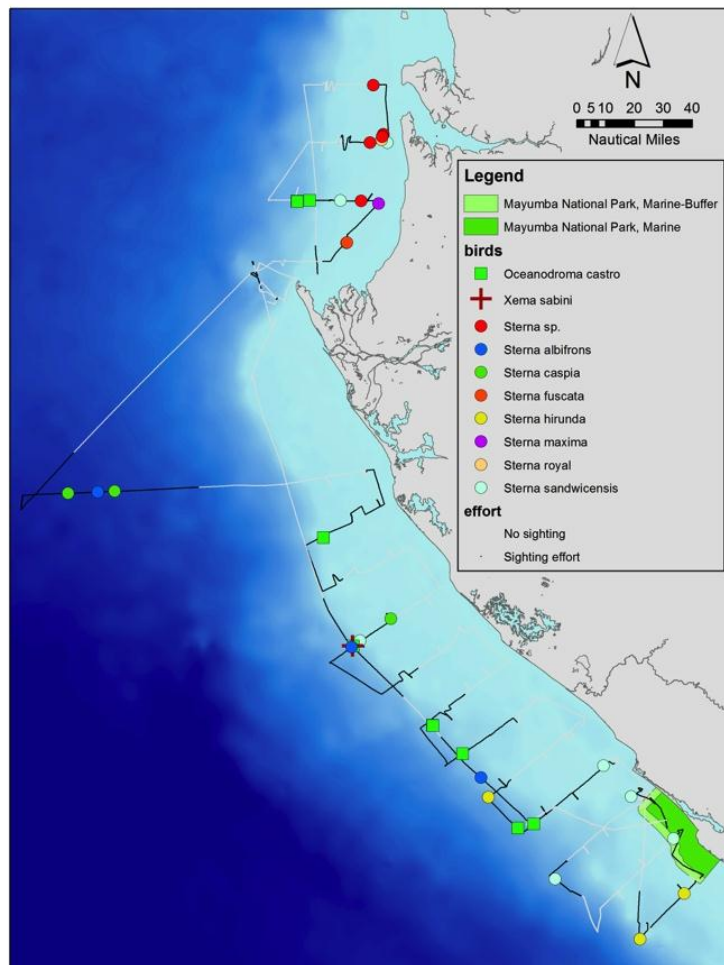 N
0 5 10 20 30 40
Nautical Miles
Legend
Mayumba National Park, Marine-Buffer
Mayumba National Park, Marine
birds
Oceanodroma castro
Xema sabini
Sterna sp.
Sterna albifrons
Sterna caspia
Sterna fuscata
Sterna hirunda
Sterna maxima
Sterna royal
Sterna sandwicensis
effort
No sighting
Sighting effort